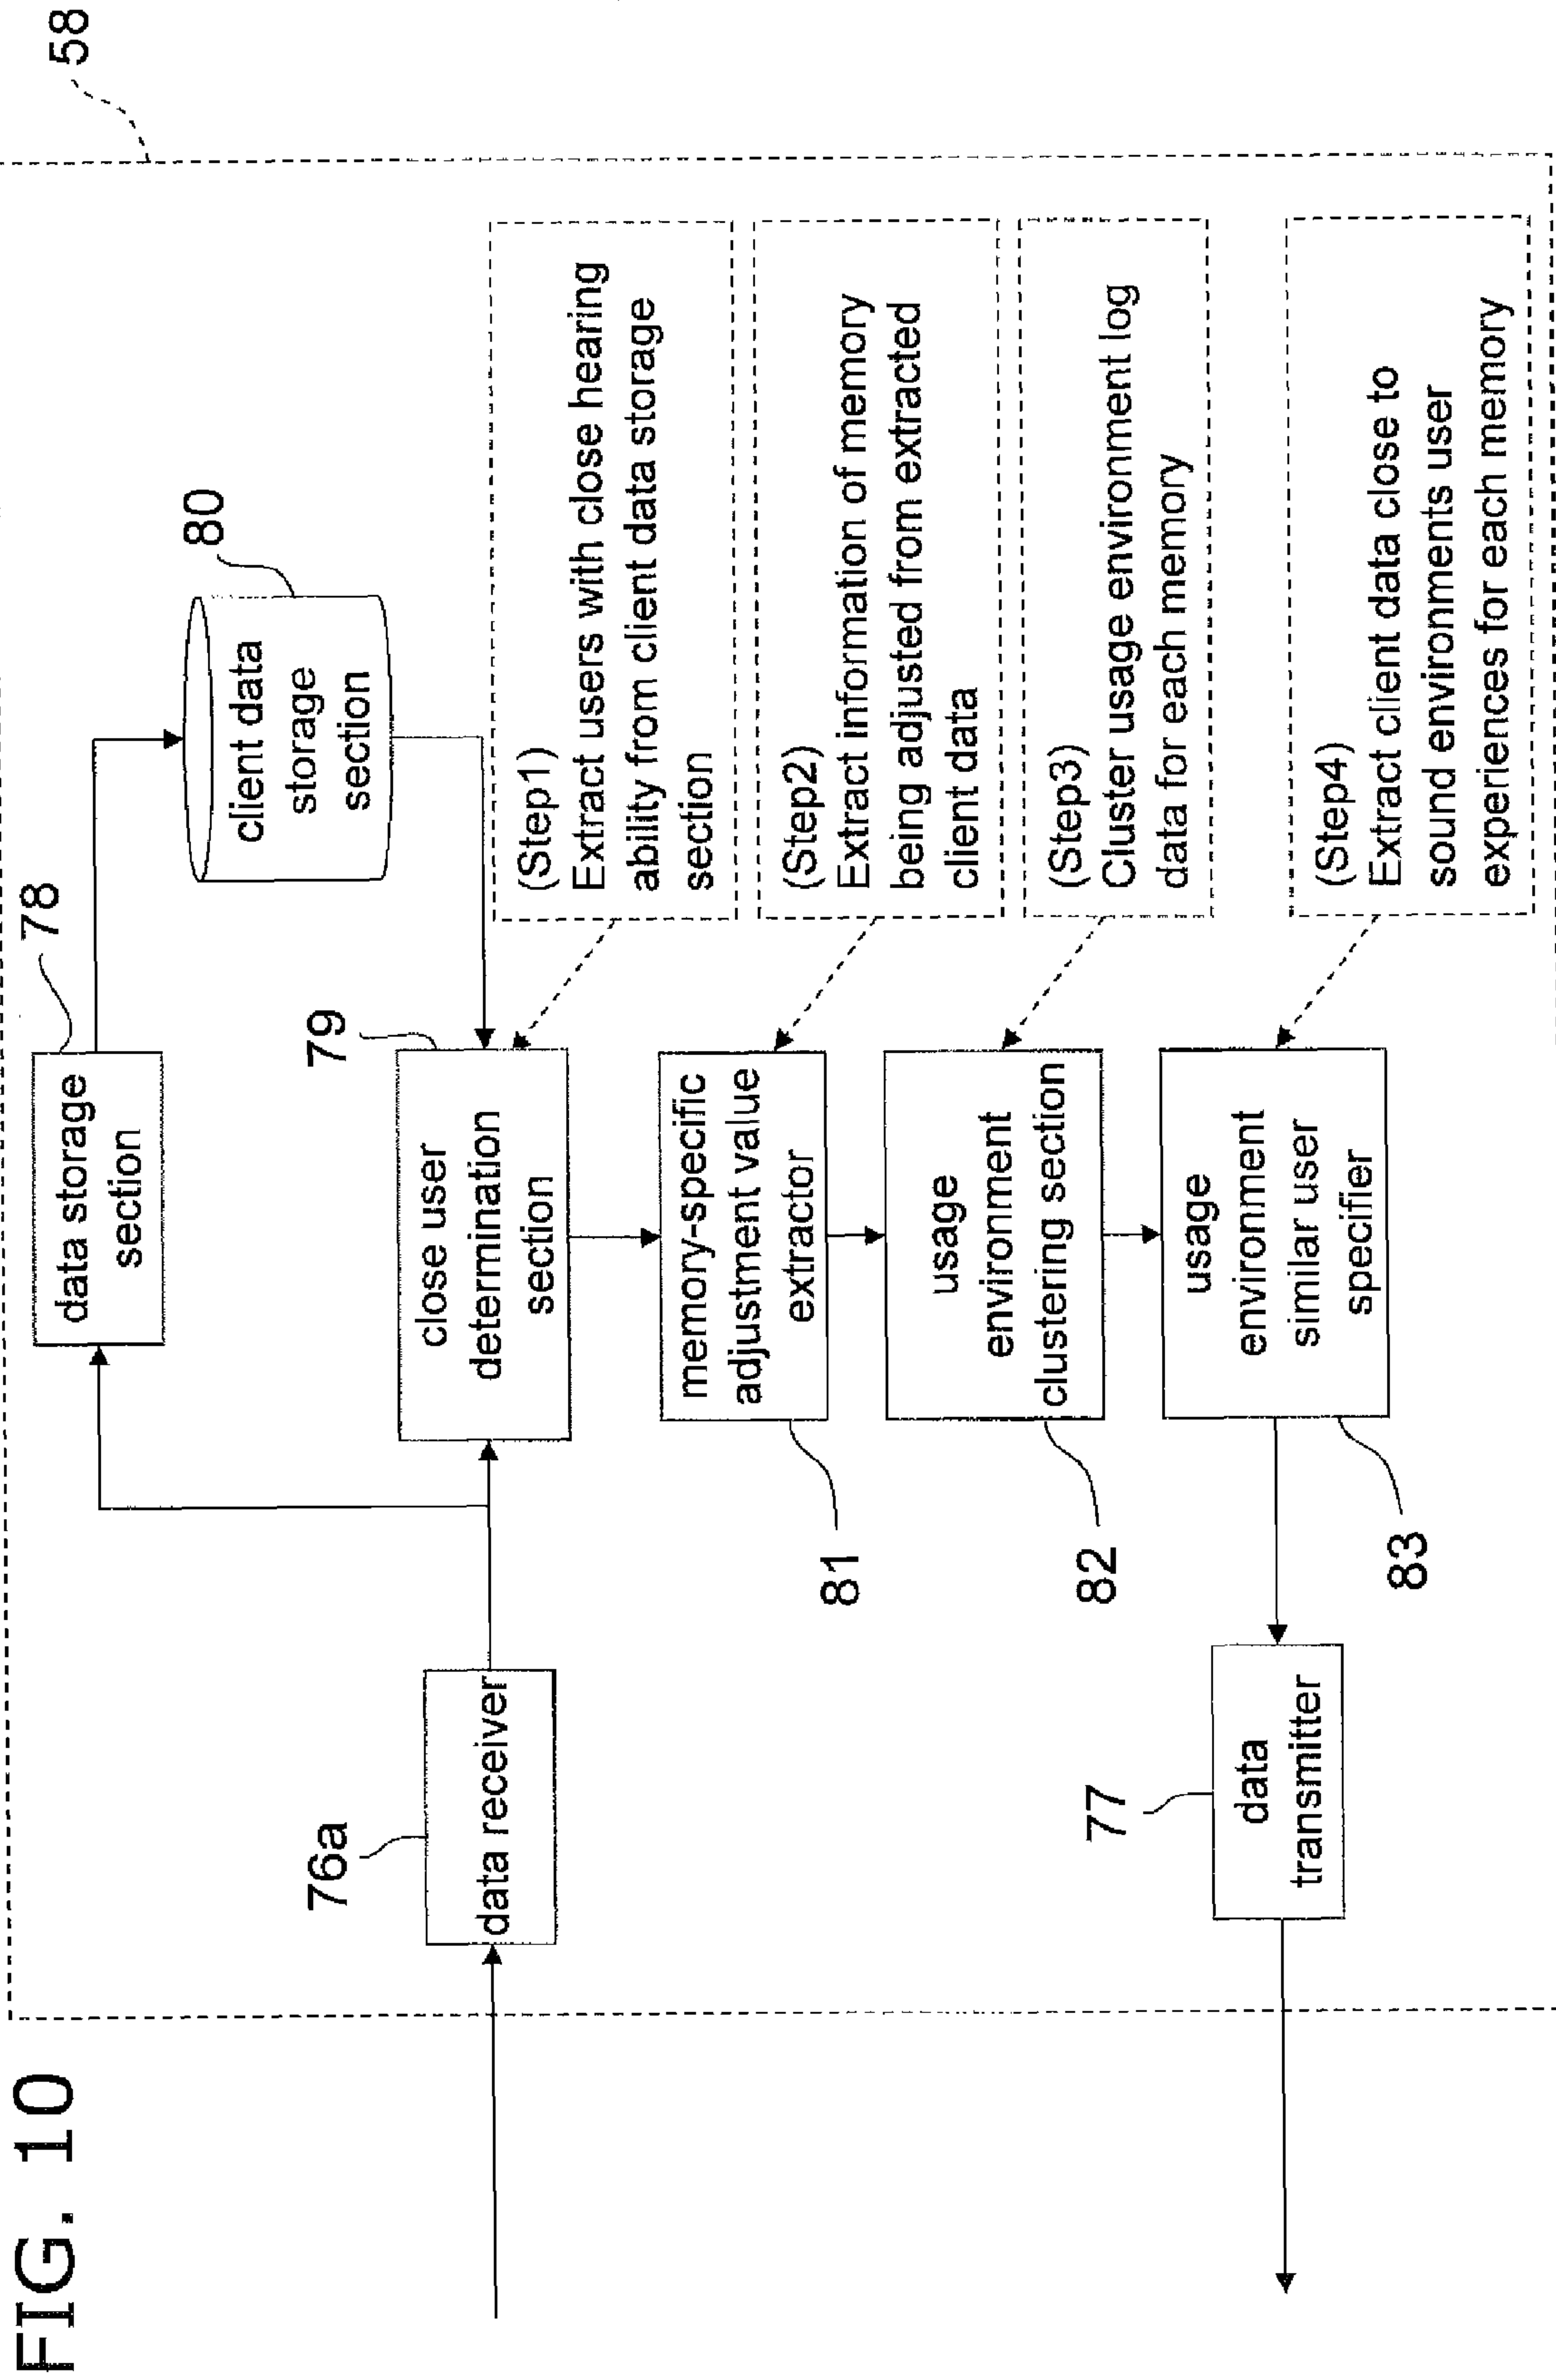 FIG. 10
58
78
data storage
section
80
client data
storage
section
76a
data receiver
79
close user
determination
section
(Step1)
Extract users with close hearing
ability from client data storage
section
81
memory-specific
adjustment value
extractor
(Step2)
Extract information of memory
being adjusted from extracted
client data
82
usage
environment
clustering section
(Step3)
Cluster usage environment log
data for each memory
77
data
transmitter
83
usage
environment
similar user
specifier
(Step4)
Extract client data close to
sound environments user
experiences for each memory